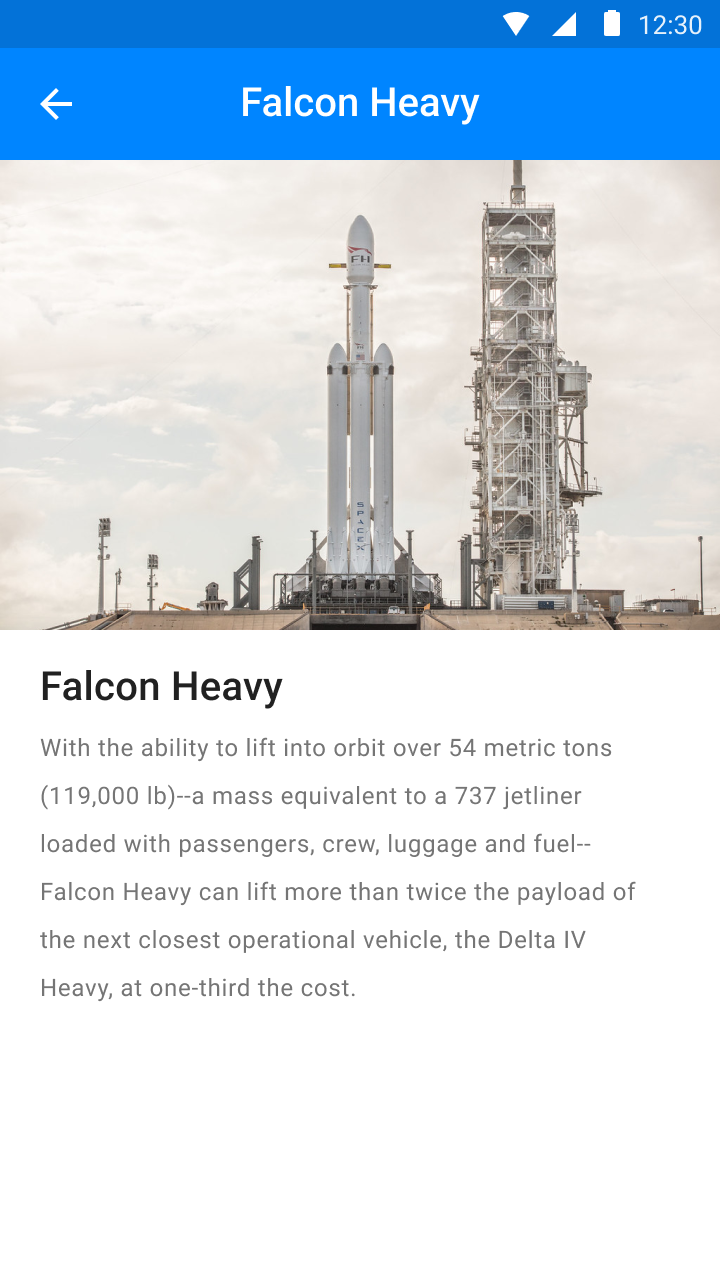 12:30
Falcon Heavy
FH
SPACEX
Falcon Heavy
With the ability to lift into orbit over 54 metric tons
(119,000 lb)--a mass equivalent to a 737 jetliner
loaded with passengers, crew, luggage and fuel--
Falcon Heavy can lift more than twice the payload of
the next closest operational vehicle, the Delta IV
Heavy, at one-third the cost.